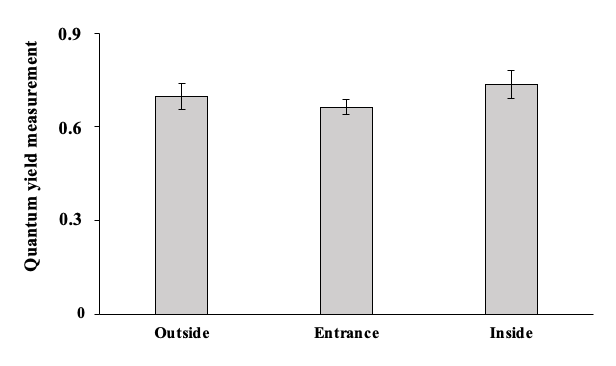 Quantum yield measurement
0.9
0.6
0.3
0
Outside Entrance Inside